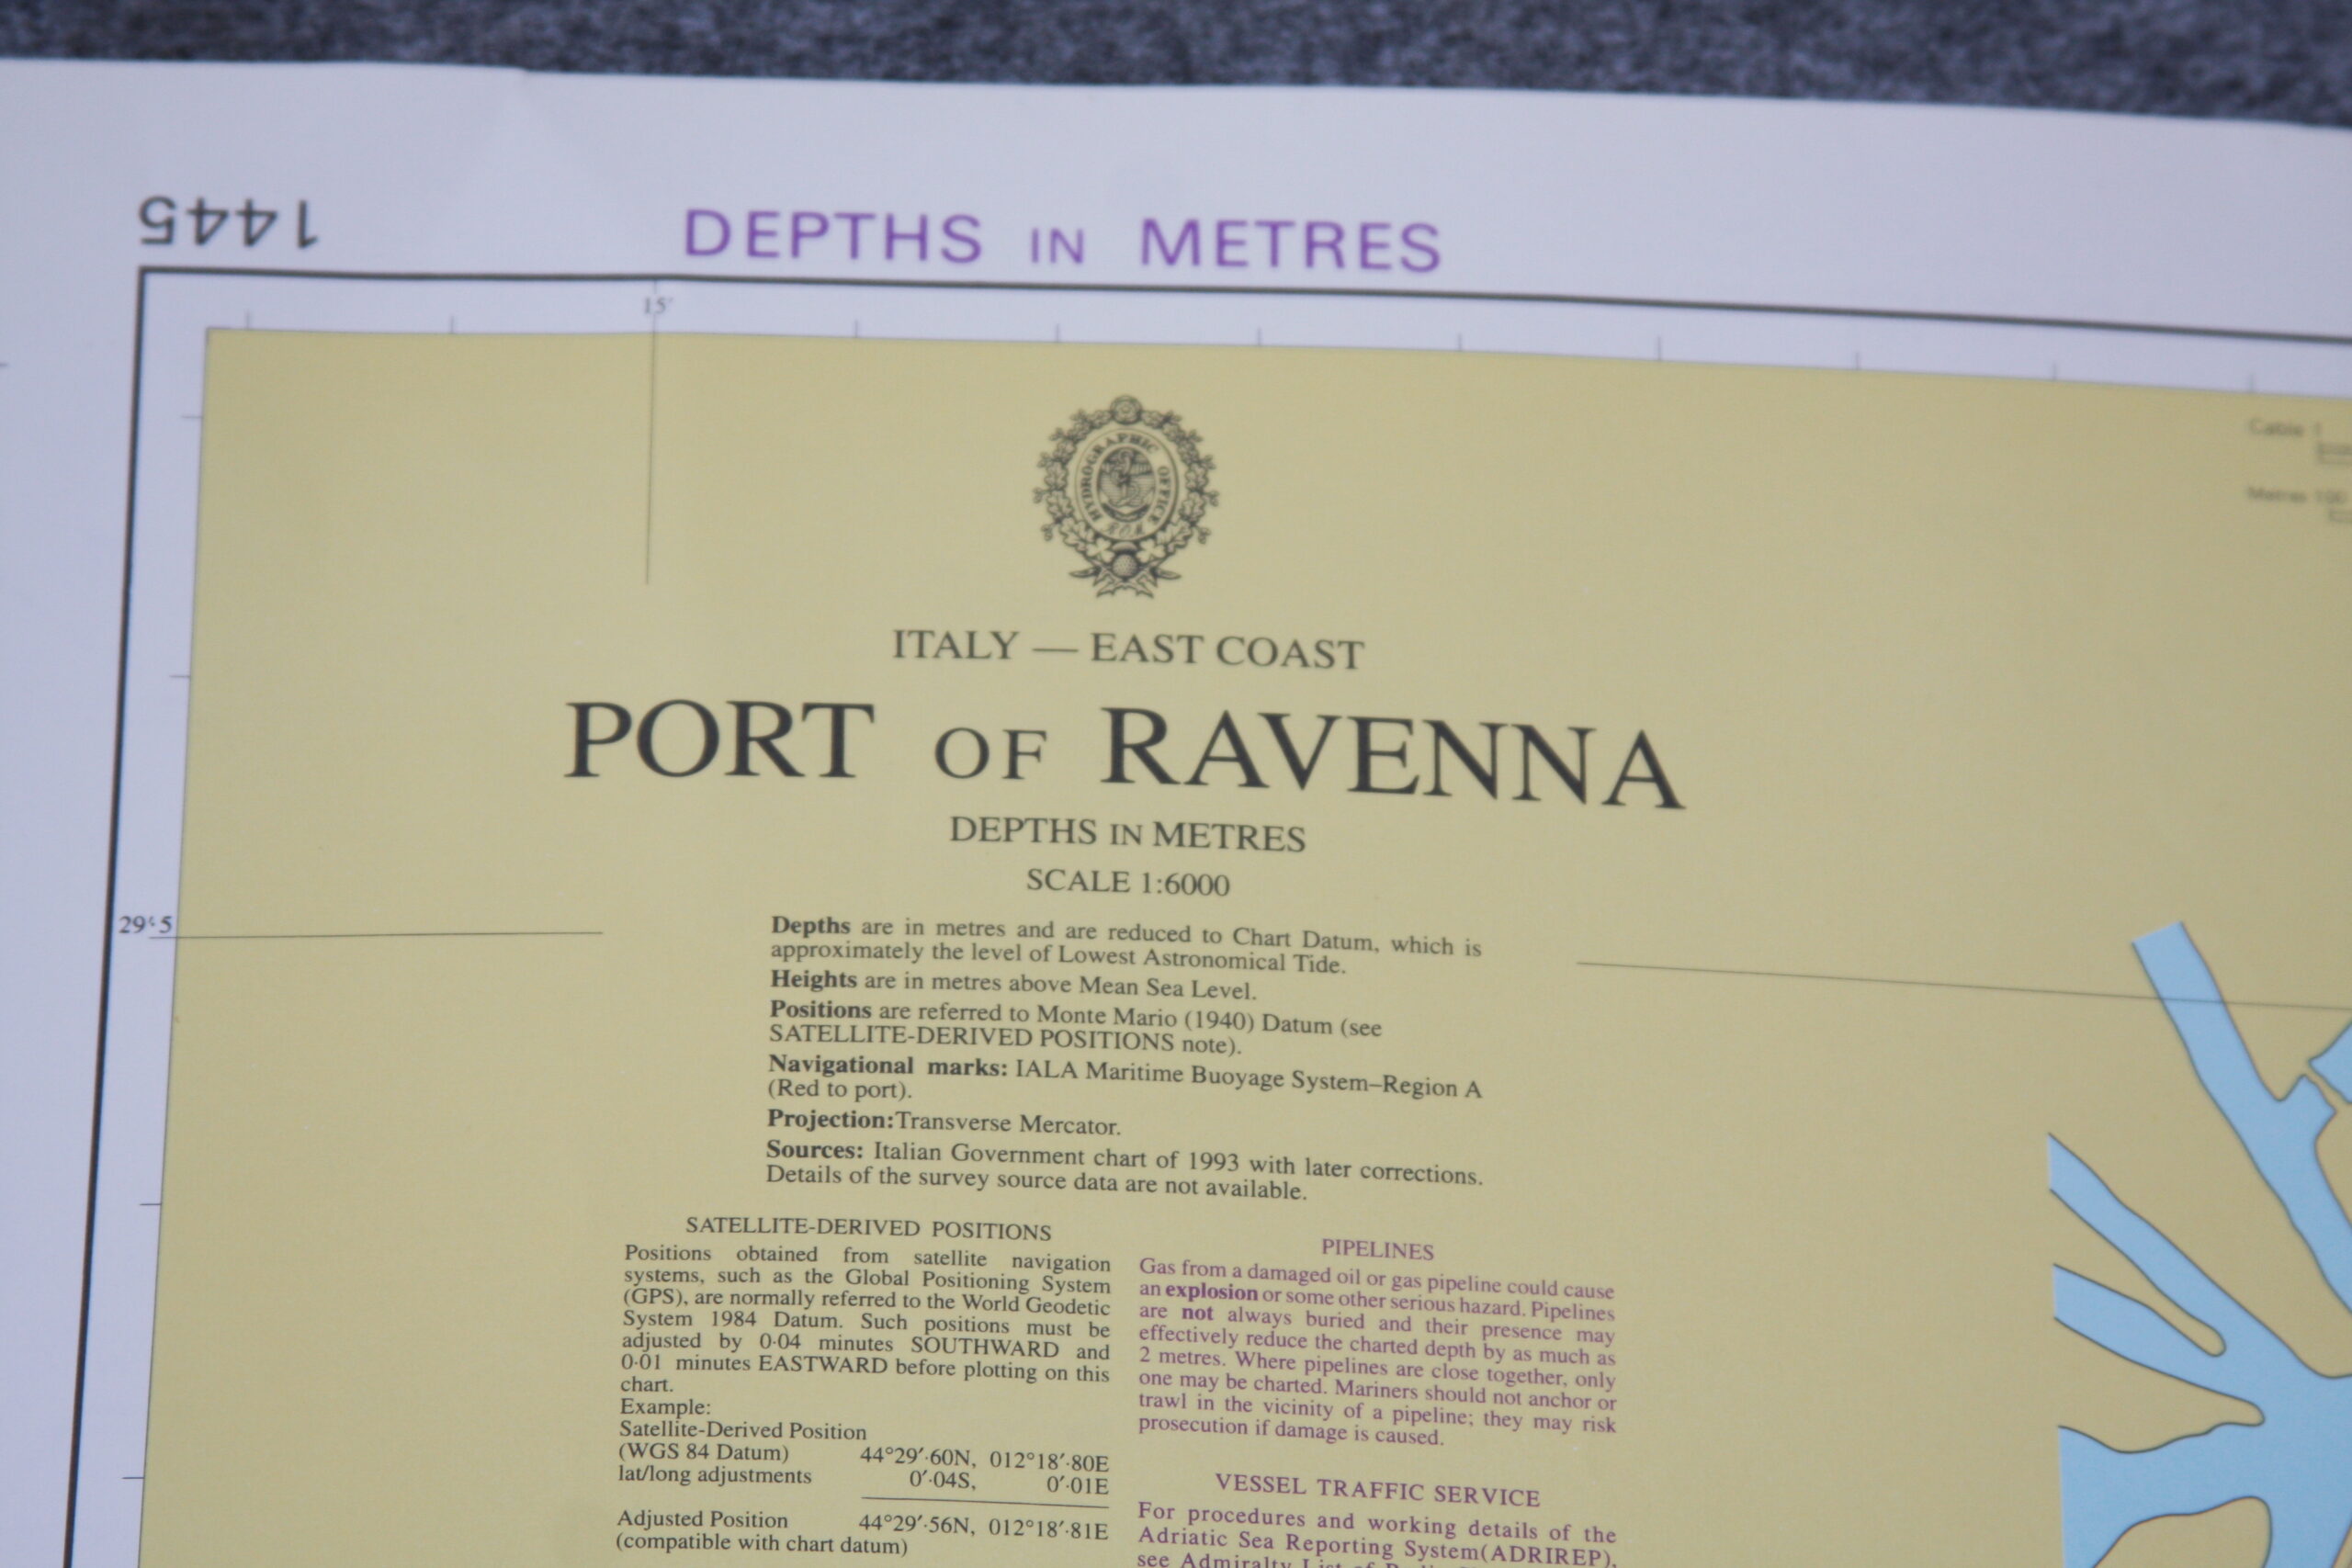 1445
DEPTHS IN METRES
15'
Cable 1
Metres 100
HYDROGRAPHIC OFFICE
ITALY — EAST COAST
PORT OF RAVENNA
DEPTHS IN METRES
SCALE 1:6000
29'·5
Depths are in metres and are reduced to Chart Datum, which is
approximately the level of Lowest Astronomical Tide.
Heights are in metres above Mean Sea Level.
Positions are referred to Monte Mario (1940) Datum (see
SATELLITE-DERIVED POSITIONS note).
Navigational marks: IALA Maritime Buoyage System–Region A
(Red to port).
Projection:Transverse Mercator.
Sources: Italian Government chart of 1993 with later corrections.
Details of the survey source data are not available.
SATELLITE-DERIVED POSITIONS
Positions obtained from satellite navigation
systems, such as the Global Positioning System
(GPS), are normally referred to the World Geodetic
System 1984 Datum. Such positions must be
adjusted by 0·04 minutes SOUTHWARD and
0·01 minutes EASTWARD before plotting on this
chart.
Example:
Satellite-Derived Position
(WGS 84 Datum) 44°29′·60N, 012°18′·80E
lat/long adjustments 0′·04S, 0′·01E
Adjusted Position 44°29′·56N, 012°18′·81E
(compatible with chart datum)
PIPELINES
Gas from a damaged oil or gas pipeline could cause
an explosion or some other serious hazard. Pipelines
are not always buried and their presence may
effectively reduce the charted depth by as much as
2 metres. Where pipelines are close together, only
one may be charted. Mariners should not anchor or
trawl in the vicinity of a pipeline; they may risk
prosecution if damage is caused.
VESSEL TRAFFIC SERVICE
For procedures and working details of the
Adriatic Sea Reporting System(ADRIREP),
see Admiralty List of